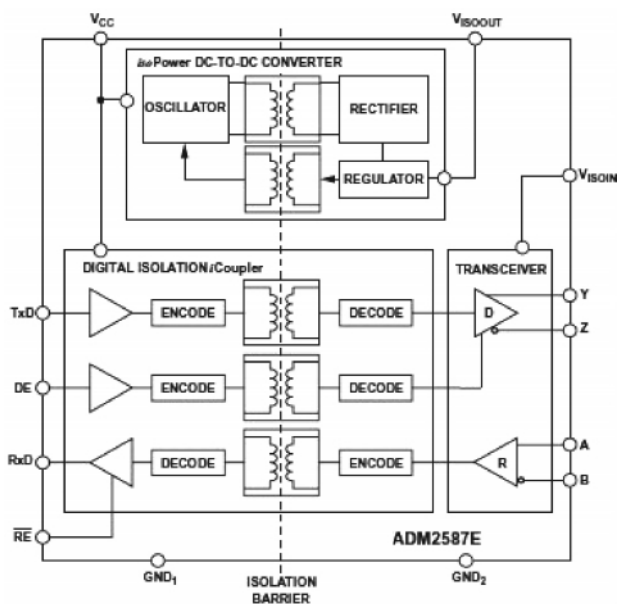 VCC
VISOOUT
isoPower DC-TO-DC CONVERTER
OSCILLATOR
RECTIFIER
REGULATOR
VISOIN
DIGITAL ISOLATION iCoupler
TRANSCEIVER
TxD
ENCODE
DECODE
D
Y
Z
DE
ENCODE
DECODE
RxD
DECODE
ENCODE
R
A
B
RE
ADM2587E
GND1
GND2
ISOLATION
BARRIER